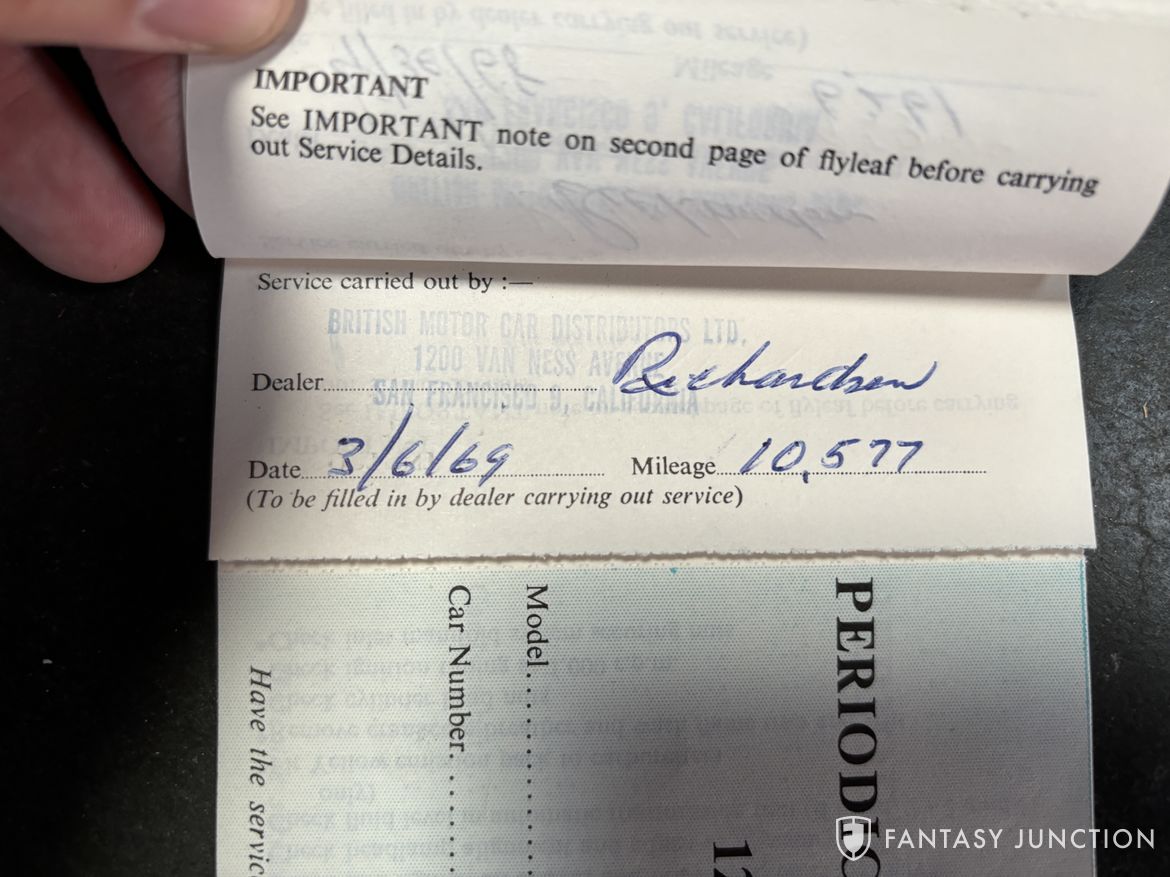 IMPORTANT
See IMPORTANT note on second page of flyleaf before carrying
out Service Details.
Service carried out by :—
BRITISH MOTOR CAR DISTRIBUTORS LTD.
1200 VAN NESS AVENUE
Dealer Richardson
SAN FRANCISCO 9, CALIFORNIA
Date 3/6/69 Mileage 10,577
(To be filled in by dealer carrying out service)
PERIODIC
12
Model
Car Number
Have the servic
FANTASY JUNCTION